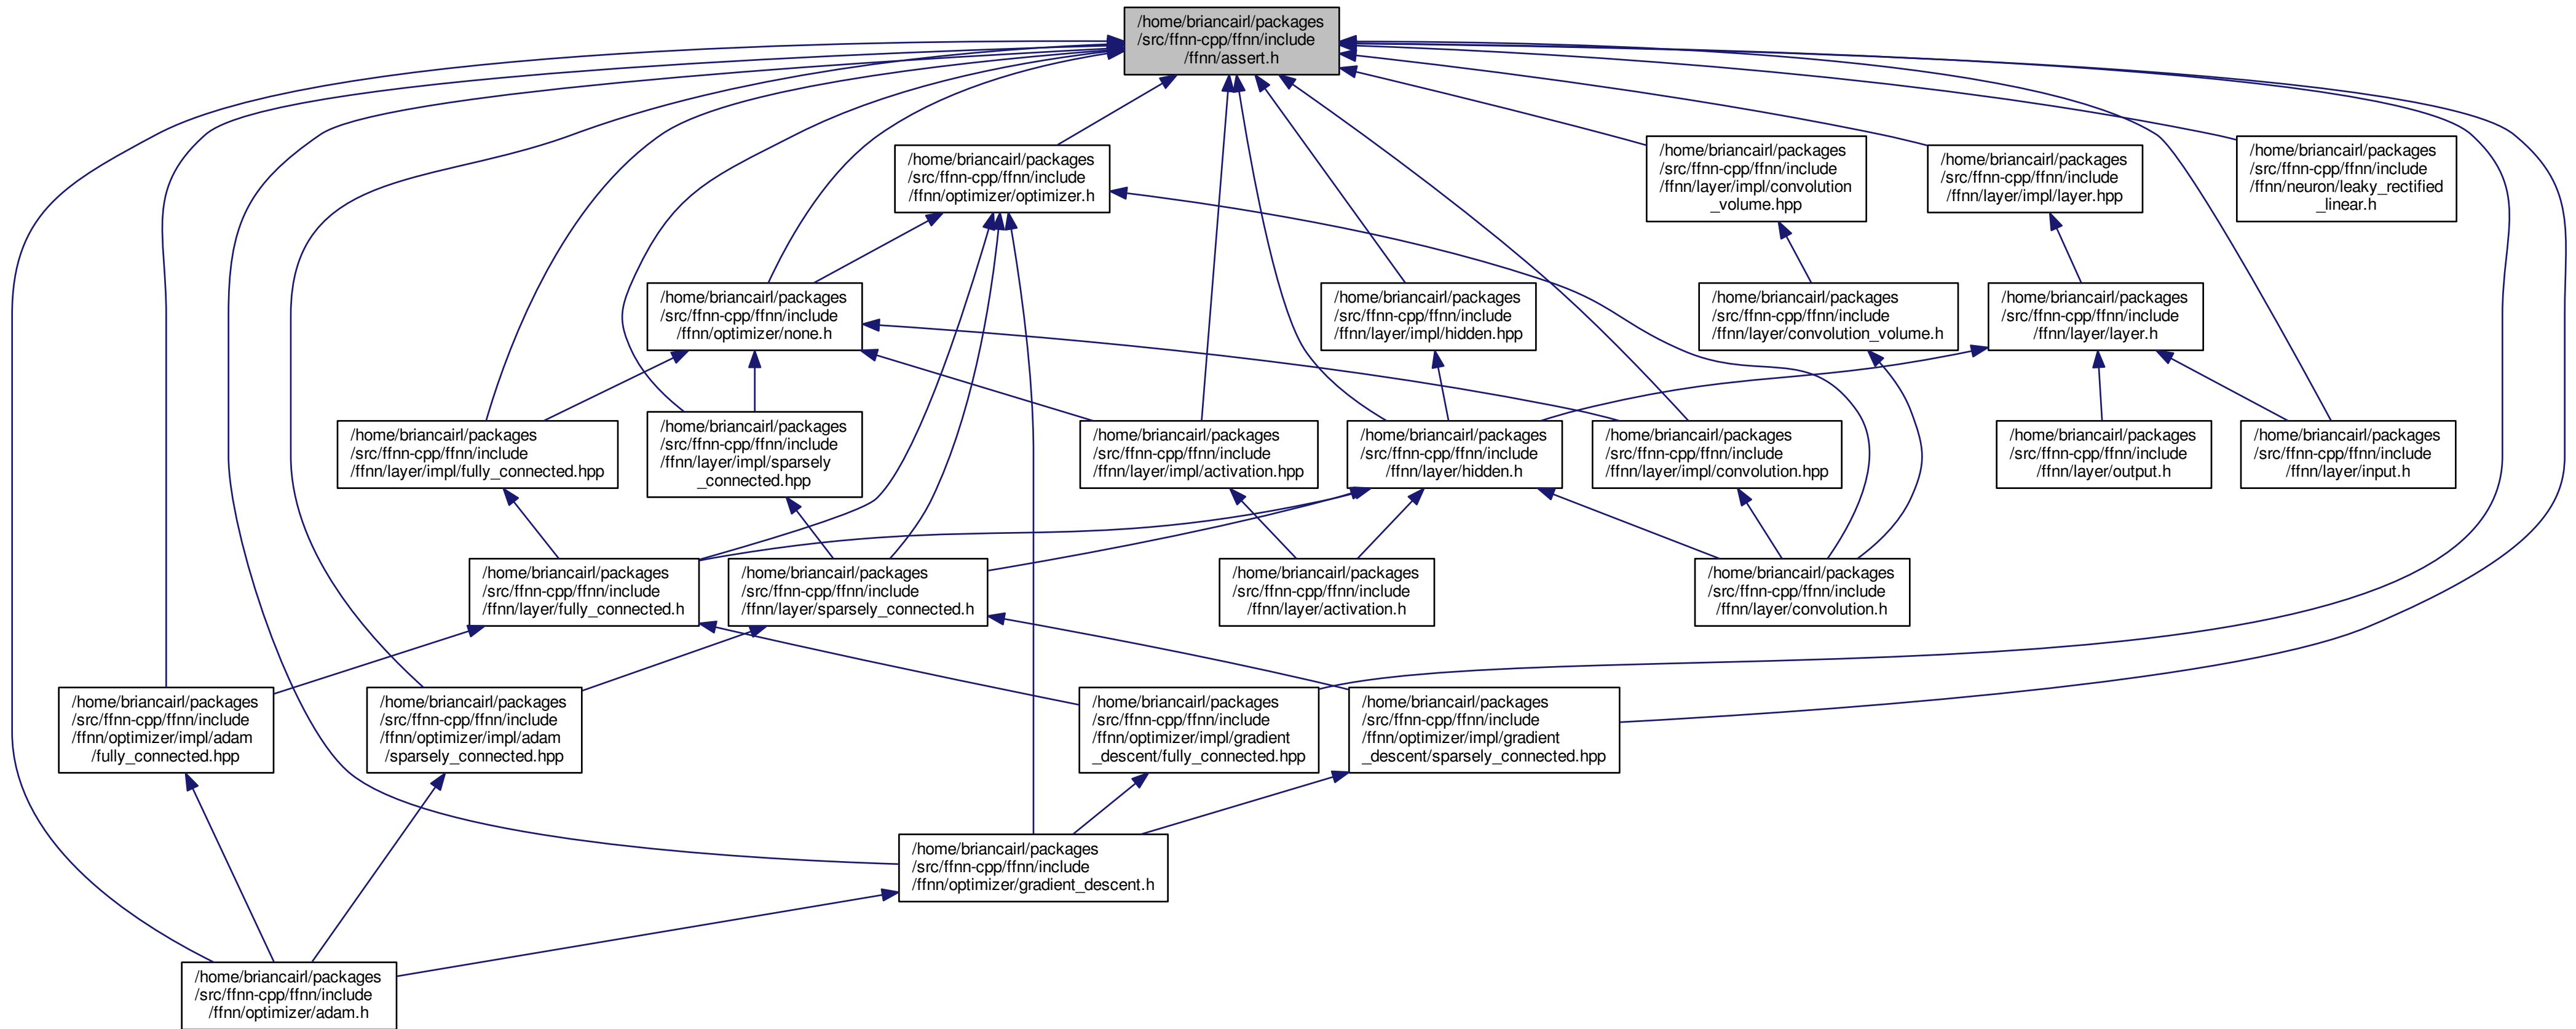 /home/briancairl/packages
/src/ffnn-cpp/ffnn/include
/ffnn/assert.h
/home/briancairl/packages
/src/ffnn-cpp/ffnn/include
/ffnn/optimizer/optimizer.h
/home/briancairl/packages
/src/ffnn-cpp/ffnn/include
/ffnn/layer/impl/convolution
_volume.hpp
/home/briancairl/packages
/src/ffnn-cpp/ffnn/include
/ffnn/layer/impl/layer.hpp
/home/briancairl/packages
/src/ffnn-cpp/ffnn/include
/ffnn/neuron/leaky_rectified
_linear.h
/home/briancairl/packages
/src/ffnn-cpp/ffnn/include
/ffnn/optimizer/none.h
/home/briancairl/packages
/src/ffnn-cpp/ffnn/include
/ffnn/layer/impl/hidden.hpp
/home/briancairl/packages
/src/ffnn-cpp/ffnn/include
/ffnn/layer/convolution_volume.h
/home/briancairl/packages
/src/ffnn-cpp/ffnn/include
/ffnn/layer/layer.h
/home/briancairl/packages
/src/ffnn-cpp/ffnn/include
/ffnn/layer/impl/fully_connected.hpp
/home/briancairl/packages
/src/ffnn-cpp/ffnn/include
/ffnn/layer/impl/sparsely
_connected.hpp
/home/briancairl/packages
/src/ffnn-cpp/ffnn/include
/ffnn/layer/impl/activation.hpp
/home/briancairl/packages
/src/ffnn-cpp/ffnn/include
/ffnn/layer/hidden.h
/home/briancairl/packages
/src/ffnn-cpp/ffnn/include
/ffnn/layer/impl/convolution.hpp
/home/briancairl/packages
/src/ffnn-cpp/ffnn/include
/ffnn/layer/output.h
/home/briancairl/packages
/src/ffnn-cpp/ffnn/include
/ffnn/layer/input.h
/home/briancairl/packages
/src/ffnn-cpp/ffnn/include
/ffnn/layer/fully_connected.h
/home/briancairl/packages
/src/ffnn-cpp/ffnn/include
/ffnn/layer/sparsely_connected.h
/home/briancairl/packages
/src/ffnn-cpp/ffnn/include
/ffnn/layer/activation.h
/home/briancairl/packages
/src/ffnn-cpp/ffnn/include
/ffnn/layer/convolution.h
/home/briancairl/packages
/src/ffnn-cpp/ffnn/include
/ffnn/optimizer/impl/adam
/fully_connected.hpp
/home/briancairl/packages
/src/ffnn-cpp/ffnn/include
/ffnn/optimizer/impl/adam
/sparsely_connected.hpp
/home/briancairl/packages
/src/ffnn-cpp/ffnn/include
/ffnn/optimizer/impl/gradient
_descent/fully_connected.hpp
/home/briancairl/packages
/src/ffnn-cpp/ffnn/include
/ffnn/optimizer/impl/gradient
_descent/sparsely_connected.hpp
/home/briancairl/packages
/src/ffnn-cpp/ffnn/include
/ffnn/optimizer/gradient_descent.h
/home/briancairl/packages
/src/ffnn-cpp/ffnn/include
/ffnn/optimizer/adam.h